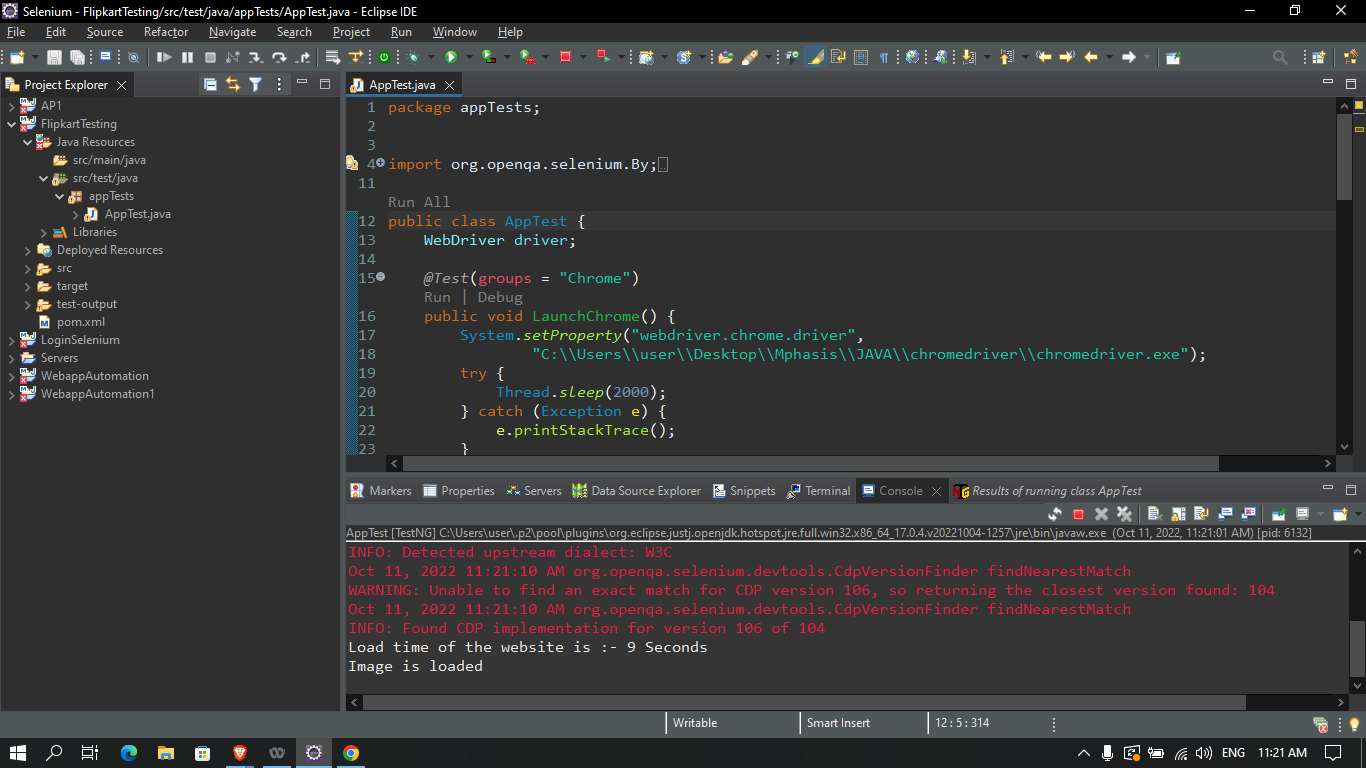 Selenium - FlipkartTesting/src/test/java/appTests/AppTest.java - Eclipse IDE
File Edit Source Refactor Navigate Search Project Run Window Help
Project Explorer
AP1
FlipkartTesting
Java Resources
src/main/java
src/test/java
appTests
AppTest.java
Libraries
Deployed Resources
src
target
test-output
pom.xml
LoginSelenium
Servers
WebappAutomation
WebappAutomation1
AppTest.java
1 package appTests;
2
3
4 import org.openqa.selenium.By;
11
Run All
12 public class AppTest {
13 WebDriver driver;
14
15 @Test(groups = "Chrome")
Run | Debug
16 public void LaunchChrome() {
17 System.setProperty("webdriver.chrome.driver",
18 "C:\\Users\\user\\Desktop\\Mphasis\\JAVA\\chromedriver\\chromedriver.exe");
19 try {
20 Thread.sleep(2000);
21 } catch (Exception e) {
22 e.printStackTrace();
23 }
Markers Properties Servers Data Source Explorer Snippets Terminal Console Results of running class AppTest
AppTest [TestNG] C:\Users\user\.p2\pool\plugins\org.eclipse.justj.openjdk.hotspot.jre.full.win32.x86_64_17.0.4.v20221004-1257\jre\bin\javaw.exe (Oct 11, 2022, 11:21:01 AM) [pid: 6132]
INFO: Detected upstream dialect: W3C
Oct 11, 2022 11:21:10 AM org.openqa.selenium.devtools.CdpVersionFinder findNearestMatch
WARNING: Unable to find an exact match for CDP version 106, so returning the closest version found: 104
Oct 11, 2022 11:21:10 AM org.openqa.selenium.devtools.CdpVersionFinder findNearestMatch
INFO: Found CDP implementation for version 106 of 104
Load time of the website is :- 9 Seconds
Image is loaded
Writable Smart Insert 12 : 5 : 314
ENG 11:21 AM